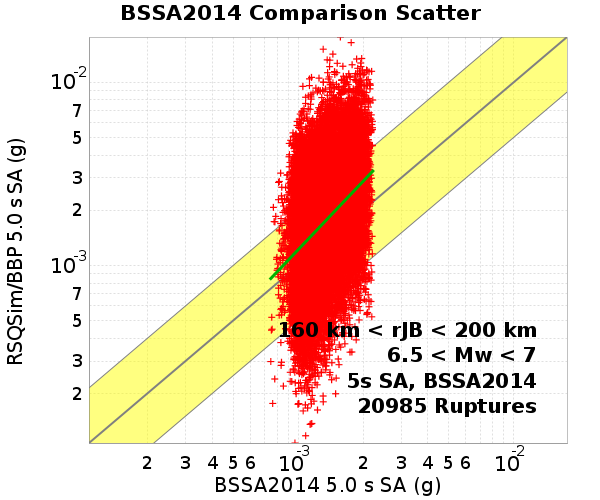 BSSA2014 Comparison Scatter
RSQSim/BBP 5.0 s SA (g)
10-2
7
5
3
2
10-3
7
5
3
2
160 km < rJB < 200 km
6.5 < Mw < 7
5s SA, BSSA2014
20985 Ruptures
2 3 4 5 6 10-3 2 3 4 5 6 10-2
BSSA2014 5.0 s SA (g)